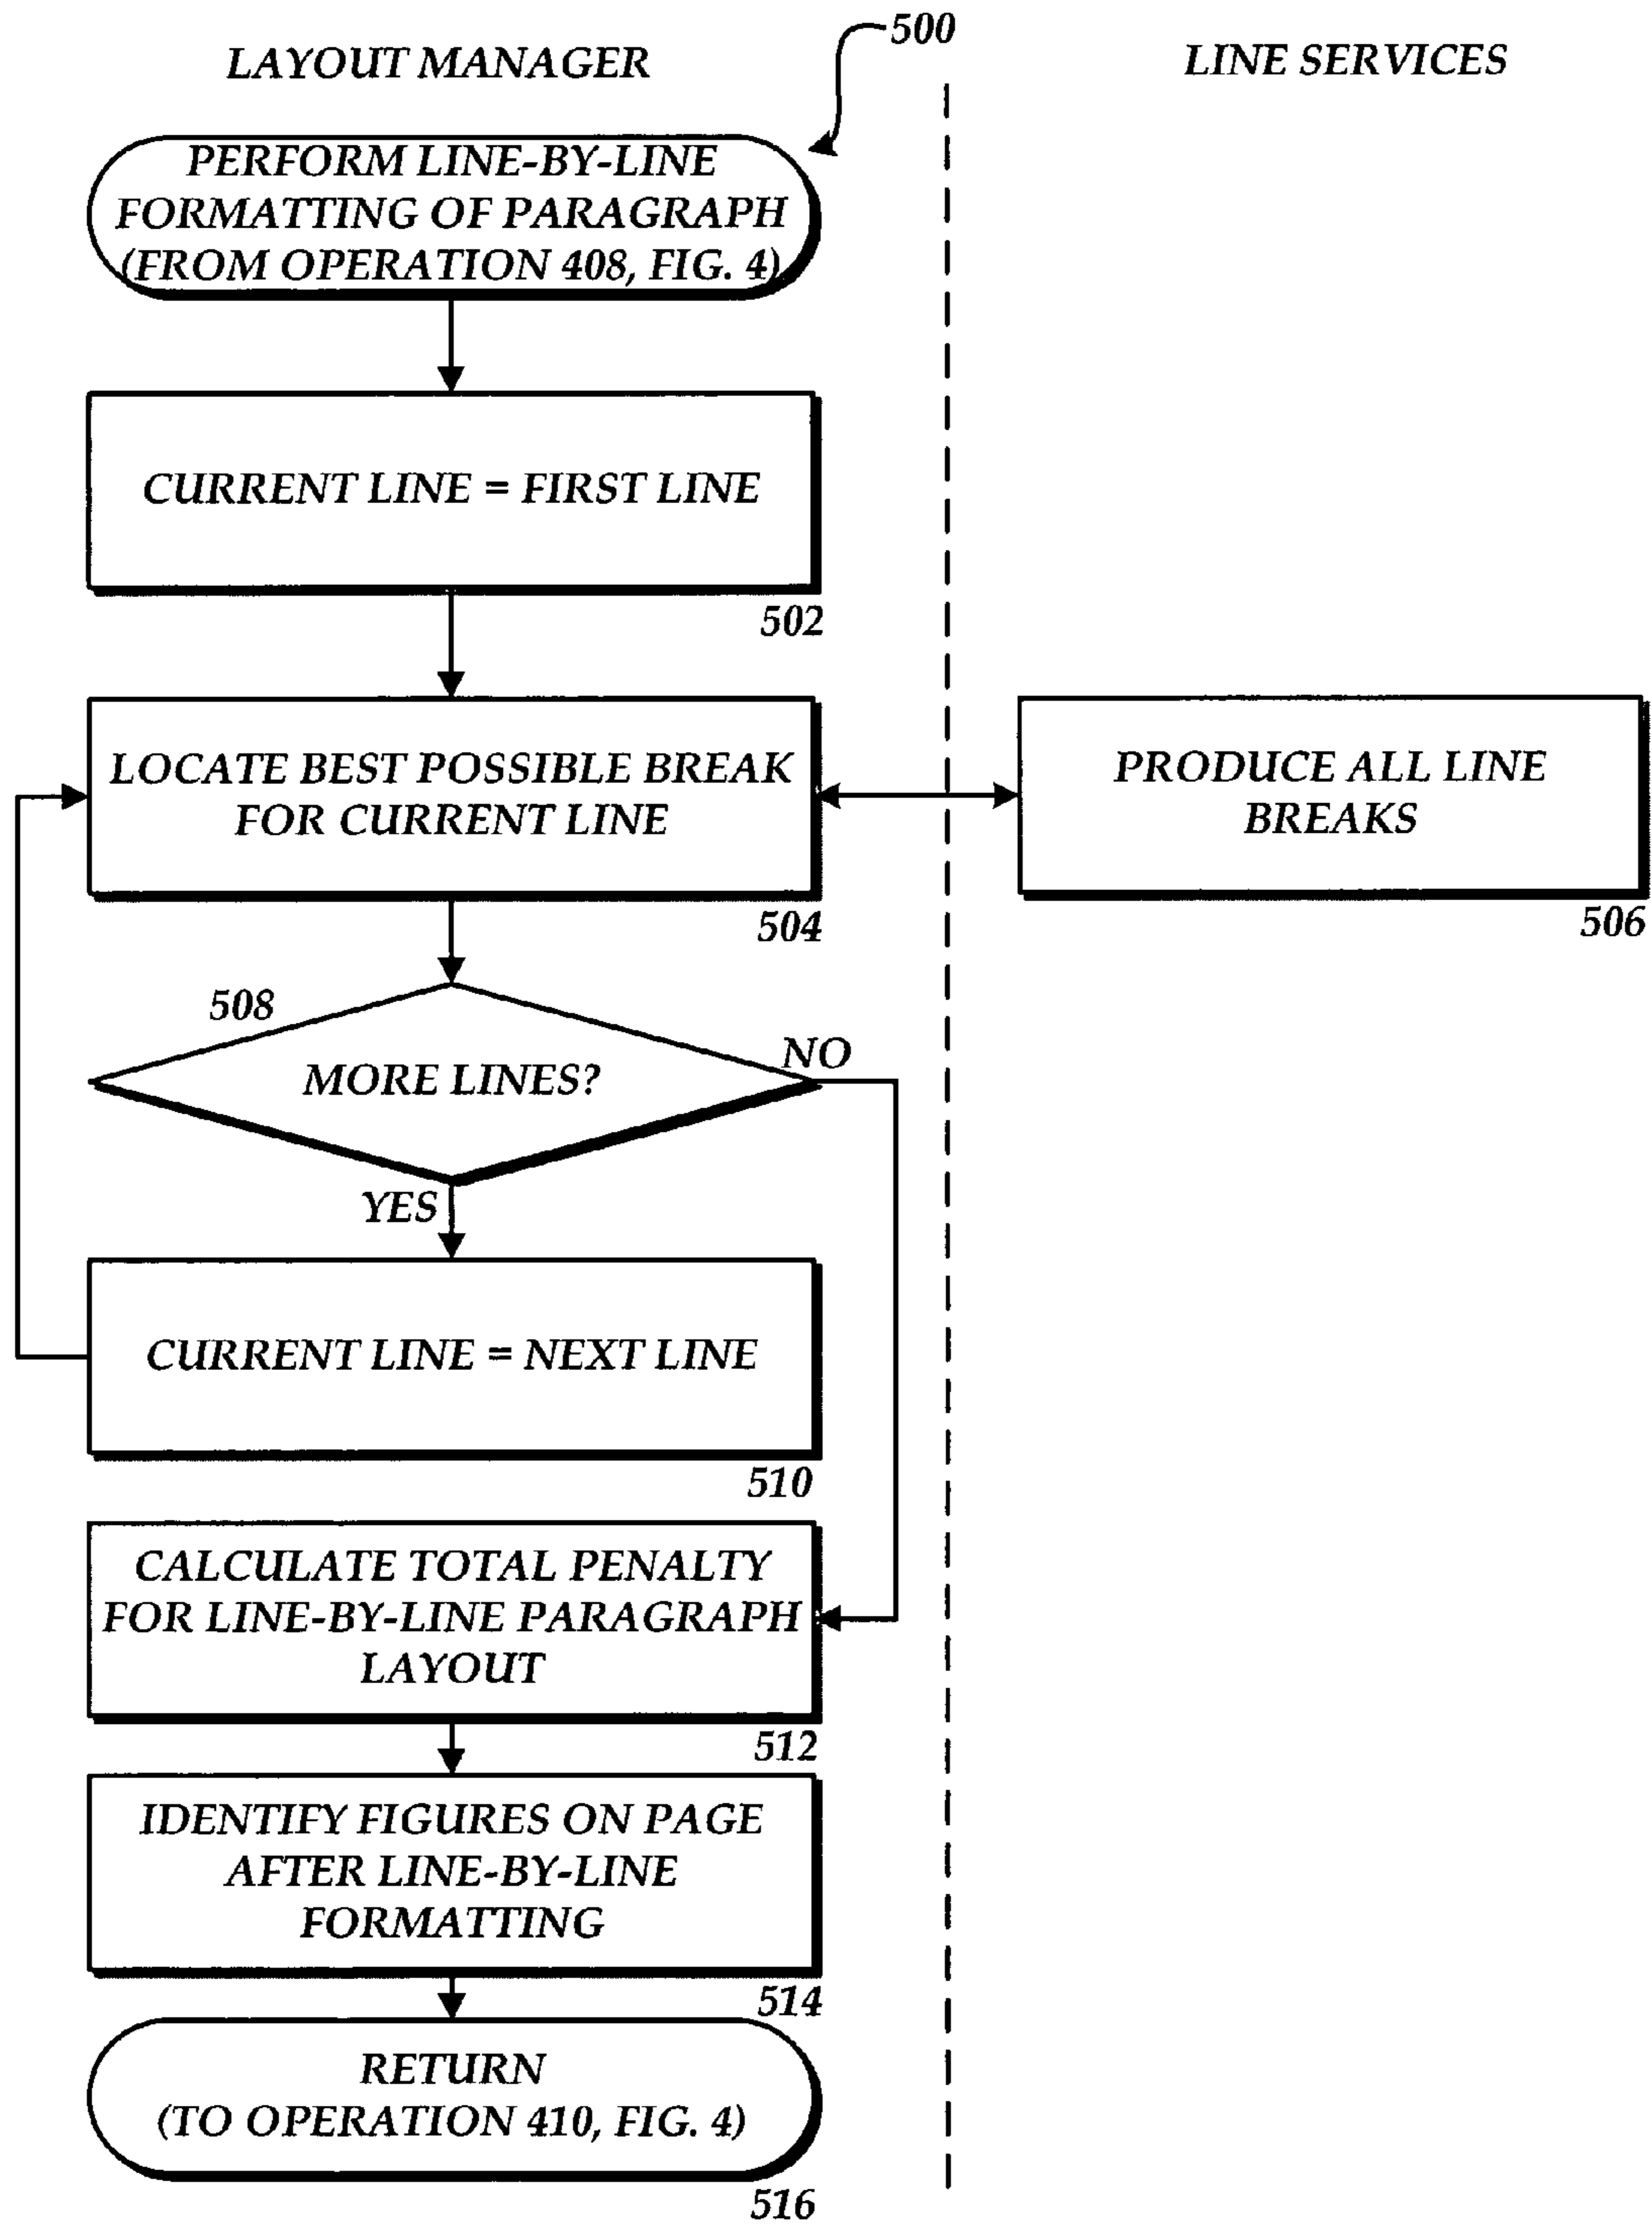 500
LAYOUT MANAGER
LINE SERVICES
PERFORM LINE-BY-LINE
FORMATTING OF PARAGRAPH
(FROM OPERATION 408, FIG. 4)
CURRENT LINE = FIRST LINE
502
LOCATE BEST POSSIBLE BREAK
FOR CURRENT LINE
504
PRODUCE ALL LINE
BREAKS
506
508
MORE LINES?
NO
YES
CURRENT LINE = NEXT LINE
510
CALCULATE TOTAL PENALTY
FOR LINE-BY-LINE PARAGRAPH
LAYOUT
512
IDENTIFY FIGURES ON PAGE
AFTER LINE-BY-LINE
FORMATTING
514
RETURN
(TO OPERATION 410, FIG. 4)
516